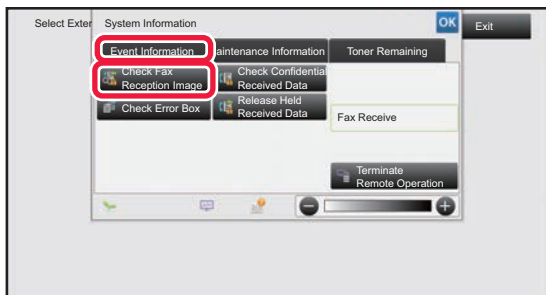 Select Exter
System Information
OK
Exit
Event Information
aintenance Information
Toner Remaining
Check Fax
Reception Image
Check Confidential
Received Data
Check Error Box
Release Held
Received Data
Fax Receive
Terminate
Remote Operation